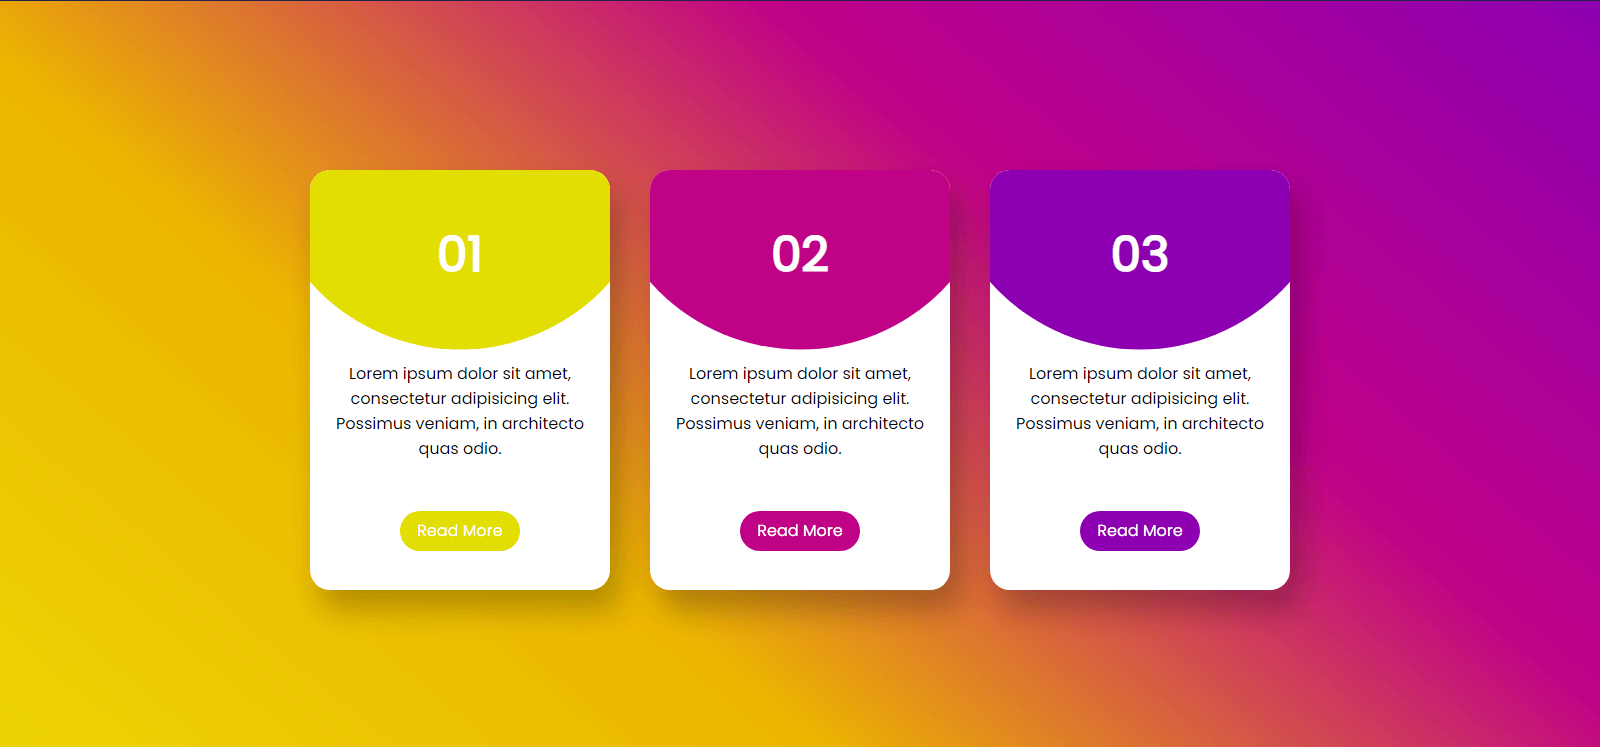 01
Lorem ipsum dolor sit amet,
consectetur adipisicing elit.
Possimus veniam, in architecto
quas odio.
Read More
02
Lorem ipsum dolor sit amet,
consectetur adipisicing elit.
Possimus veniam, in architecto
quas odio.
Read More
03
Lorem ipsum dolor sit amet,
consectetur adipisicing elit.
Possimus veniam, in architecto
quas odio.
Read More